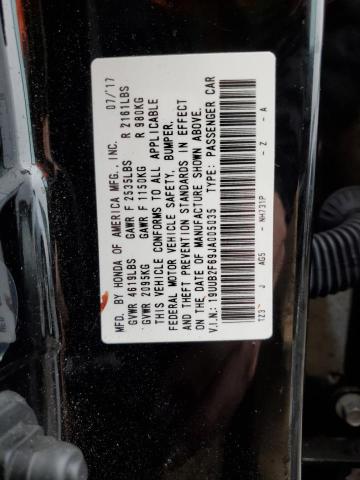 MFD. BY HONDA OF AMERICA MFG., INC. 07/17
GVWR 4619LBS GAWR F 2535LBS R 2161LBS
GVWR 2095KG GAWR F 1150KG R 980KG
THIS VEHICLE CONFORMS TO ALL APPLICABLE
FEDERAL MOTOR VEHICLE SAFETY, BUMPER,
AND THEFT PREVENTION STANDARDS IN EFFECT
ON THE DATE OF MANUFACTURE SHOWN ABOVE.
V.I.N.: 19UUB2F69JA005035 TYPE: PASSENGER CAR
TZ3 J AG5 - NH731P - Z - A